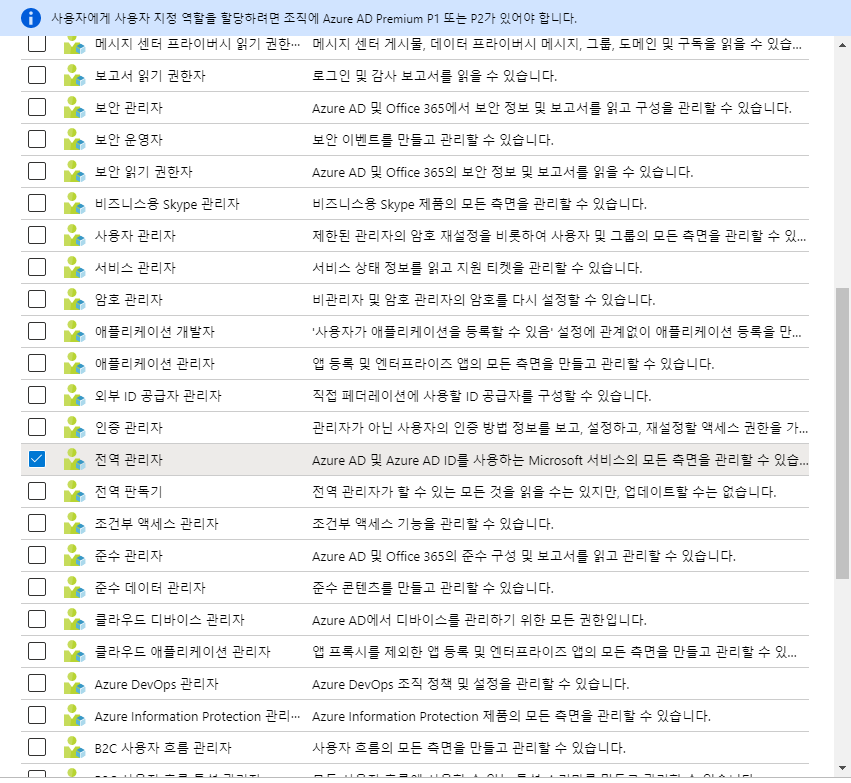 사용자에게 사용자 지정 역할을 할당하려면 조직에 Azure AD Premium P1 또는 P2가 있어야 합니다.
메시지 센터 프라이버시 읽기 권한··· 메시지 센터 게시물, 데이터 프라이버시 메시지, 그룹, 도메인 및 구독을 읽을 수 있습...
보고서 읽기 권한자 로그인 및 감사 보고서를 읽을 수 있습니다.
보안 관리자 Azure AD 및 Office 365에서 보안 정보 및 보고서를 읽고 구성을 관리할 수 있습니다.
보안 운영자 보안 이벤트를 만들고 관리할 수 있습니다.
보안 읽기 권한자 Azure AD 및 Office 365의 보안 정보 및 보고서를 읽을 수 있습니다.
비즈니스용 Skype 관리자 비즈니스용 Skype 제품의 모든 측면을 관리할 수 있습니다.
사용자 관리자 제한된 관리자의 암호 재설정을 비롯하여 사용자 및 그룹의 모든 측면을 관리할 수 있...
서비스 관리자 서비스 상태 정보를 읽고 지원 티켓을 관리할 수 있습니다.
암호 관리자 비관리자 및 암호 관리자의 암호를 다시 설정할 수 있습니다.
애플리케이션 개발자 '사용자가 애플리케이션을 등록할 수 있음' 설정에 관계없이 애플리케이션 등록을 만...
애플리케이션 관리자 앱 등록 및 엔터프라이즈 앱의 모든 측면을 만들고 관리할 수 있습니다.
외부 ID 공급자 관리자 직접 페더레이션에 사용할 ID 공급자를 구성할 수 있습니다.
인증 관리자 관리자가 아닌 사용자의 인증 방법 정보를 보고, 설정하고, 재설정할 액세스 권한을 가...
전역 관리자 Azure AD 및 Azure AD ID를 사용하는 Microsoft 서비스의 모든 측면을 관리할 수 있습...
전역 판독기 전역 관리자가 할 수 있는 모든 것을 읽을 수는 있지만, 업데이트할 수는 없습니다.
조건부 액세스 관리자 조건부 액세스 기능을 관리할 수 있습니다.
준수 관리자 Azure AD 및 Office 365의 준수 구성 및 보고서를 읽고 관리할 수 있습니다.
준수 데이터 관리자 준수 콘텐츠를 만들고 관리할 수 있습니다.
클라우드 디바이스 관리자 Azure AD에서 디바이스를 관리하기 위한 모든 권한입니다.
클라우드 애플리케이션 관리자 앱 프록시를 제외한 앱 등록 및 엔터프라이즈 앱의 모든 측면을 만들고 관리할 수 있...
Azure DevOps 관리자 Azure DevOps 조직 정책 및 설정을 관리할 수 있습니다.
Azure Information Protection 관리··· Azure Information Protection 제품의 모든 측면을 관리할 수 있습니다.
B2C 사용자 흐름 관리자 사용자 흐름의 모든 측면을 만들고 관리할 수 있습니다.